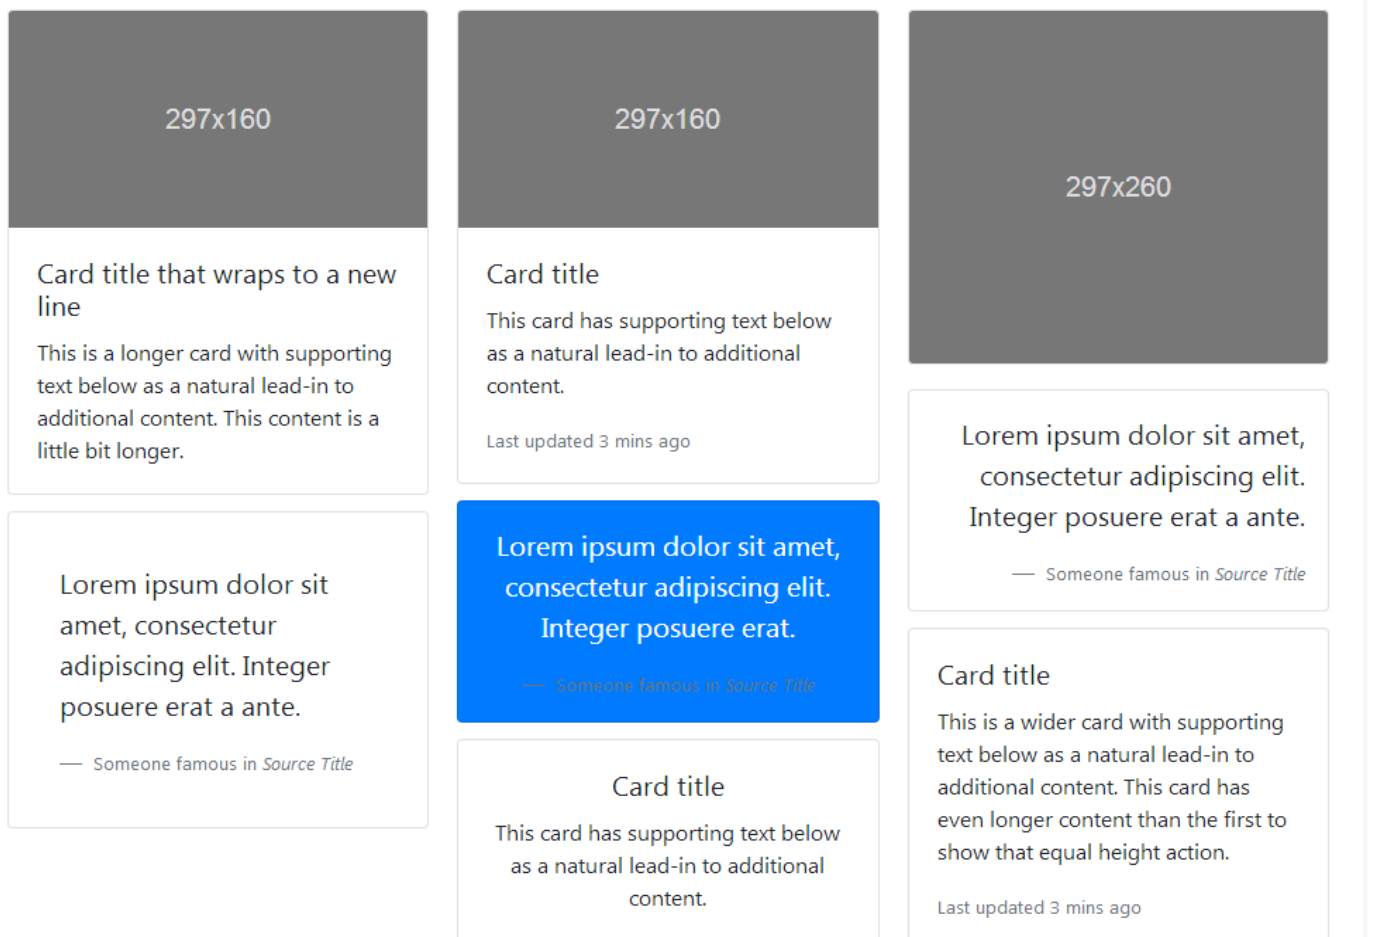 297x160
Card title that wraps to a new
line
This is a longer card with supporting
text below as a natural lead-in to
additional content. This content is a
little bit longer.
Lorem ipsum dolor sit
amet, consectetur
adipiscing elit. Integer
posuere erat a ante.
— Someone famous in Source Title
297x160
Card title
This card has supporting text below
as a natural lead-in to additional
content.
Last updated 3 mins ago
Lorem ipsum dolor sit amet,
consectetur adipiscing elit.
Integer posuere erat.
— Someone famous in Source Title
Card title
This card has supporting text below
as a natural lead-in to additional
content.
297x260
Lorem ipsum dolor sit amet,
consectetur adipiscing elit.
Integer posuere erat a ante.
— Someone famous in Source Title
Card title
This is a wider card with supporting
text below as a natural lead-in to
additional content. This card has
even longer content than the first to
show that equal height action.
Last updated 3 mins ago